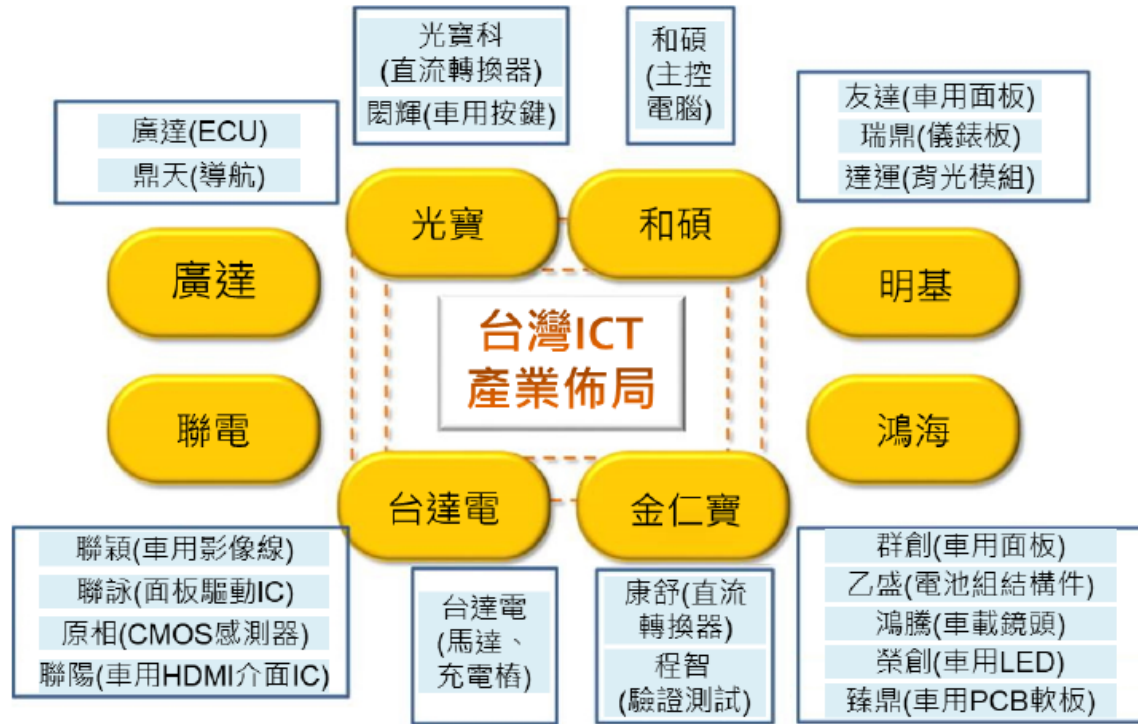 光寶科
(直流轉換器)
閎輝(車用按鍵)
和碩
(主控
電腦)
廣達(ECU)
鼎天(導航)
友達(車用面板)
瑞鼎(儀錶板)
達運(背光模組)
光寶
和碩
廣達
明基
台灣ICT
產業佈局
聯電
鴻海
台達電
金仁寶
聯穎(車用影像線)
聯詠(面板驅動IC)
原相(CMOS感測器)
聯陽(車用HDMI介面IC)
台達電
(馬達、
充電樁)
康舒(直流
轉換器)
程智
(驗證測試)
群創(車用面板)
乙盛(電池組結構件)
鴻騰(車載鏡頭)
榮創(車用LED)
臻鼎(車用PCB軟板)